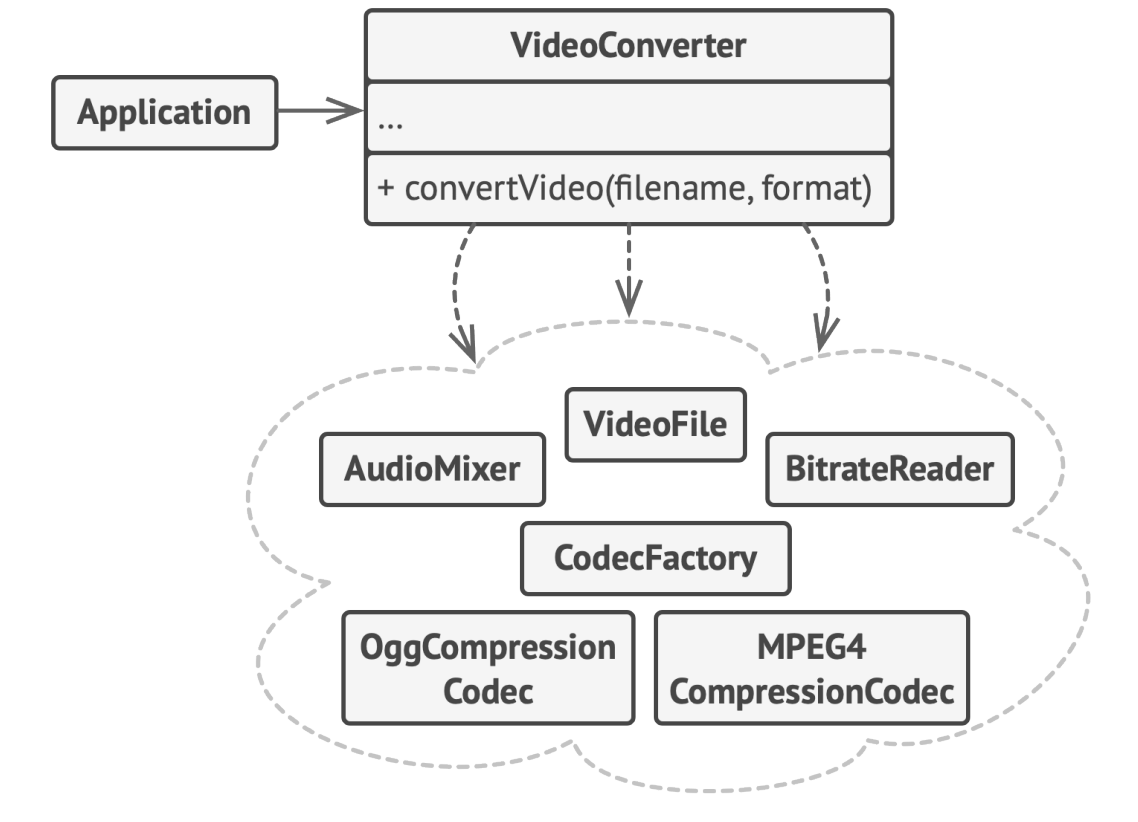 VideoConverter
Application
...
+ convertVideo(filename, format)
VideoFile
AudioMixer
BitrateReader
CodecFactory
OggCompression
Codec
MPEG4
CompressionCodec